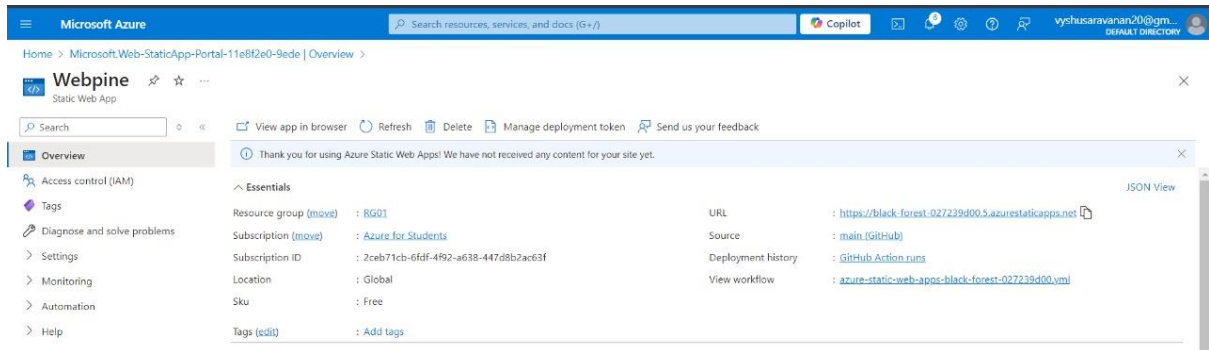 Microsoft Azure
Search resources, services, and docs (G+/)
Copilot
6
vyshusaravanan20@gm...
DEFAULT DIRECTORY
Home > Microsoft.Web-StaticApp-Portal-11e8f2e0-9ede | Overview >
Webpine
Static Web App
Search
View app in browser Refresh Delete Manage deployment token Send us your feedback
Overview
Thank you for using Azure Static Web Apps! We have not received any content for your site yet.
Access control (IAM)
Essentials
JSON View
Tags
Resource group (move) : RG01
URL : https://black-forest-027239d00.5.azurestaticapps.net
Diagnose and solve problems
Subscription (move) : Azure for Students
Source : main (GitHub)
Settings
Subscription ID : 2ceb71cb-6fdf-4f92-a638-447d8b2ac63f
Deployment history : GitHub Action runs
Monitoring
Location : Global
View workflow : azure-static-web-apps-black-forest-027239d00.yml
Automation
Sku : Free
Help
Tags (edit) : Add tags